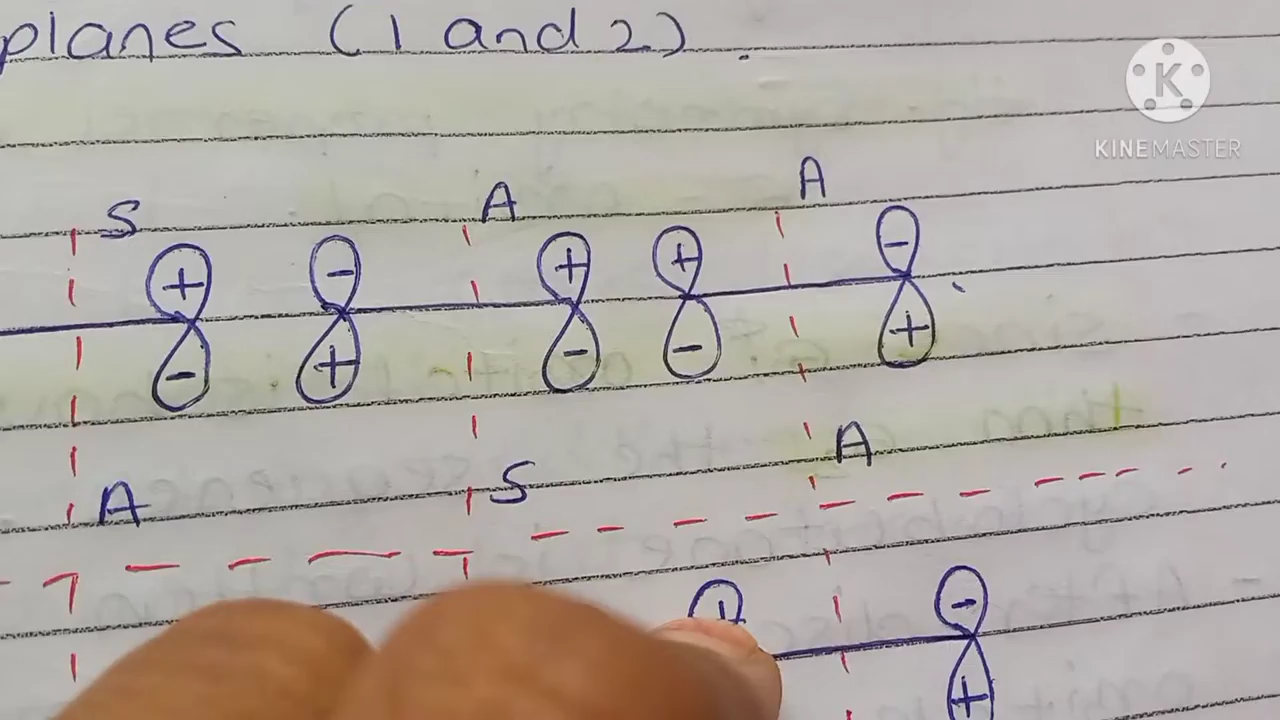 planes (1 and 2).
KINEMASTER
S A A
+ - + + -
- + - - +
A S A
+ -
+